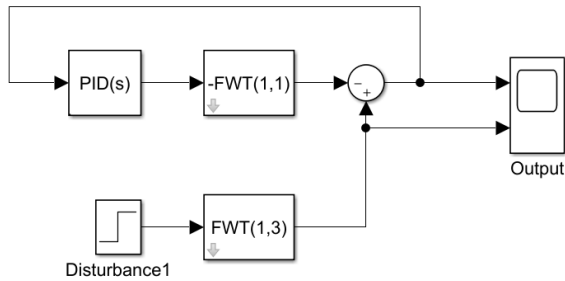 PID(s)
-FWT(1,1)
−
+
Output
FWT(1,3)
Disturbance1